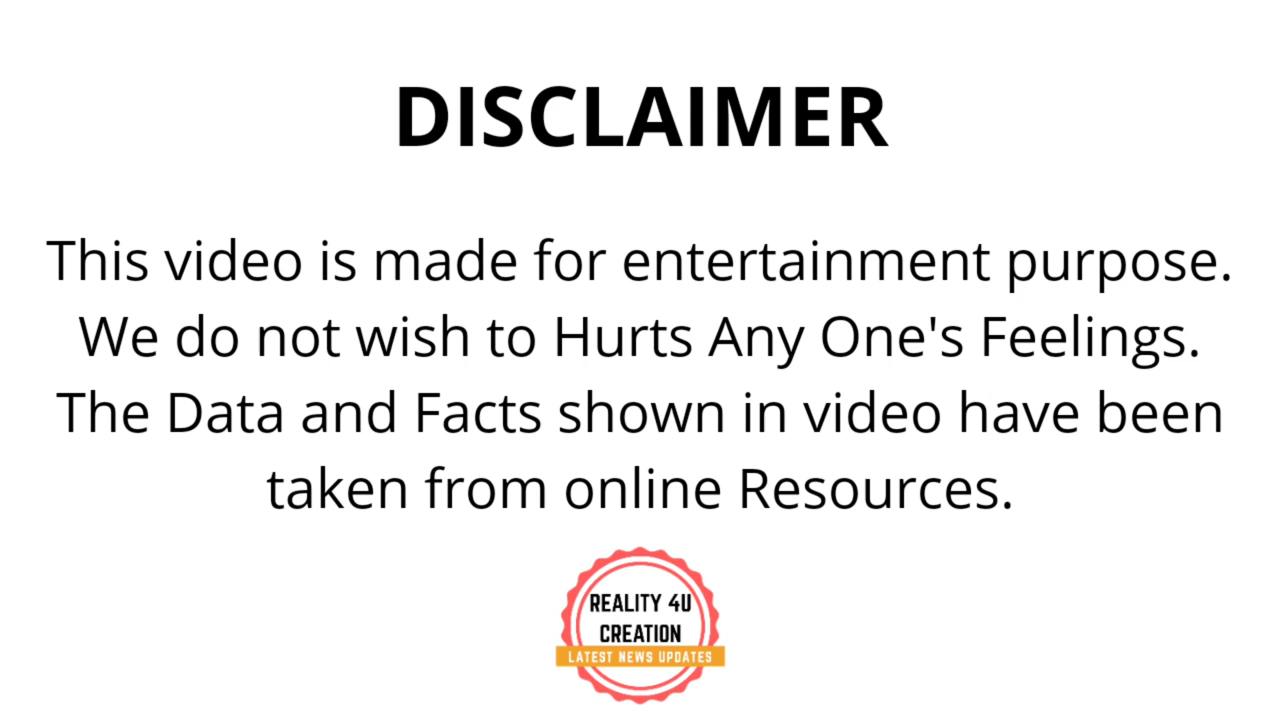 DISCLAIMER
This video is made for entertainment purpose.
We do not wish to Hurts Any One's Feelings.
The Data and Facts shown in video have been
taken from online Resources.
REALITY 4U
CREATION
LATEST NEWS UPDATES